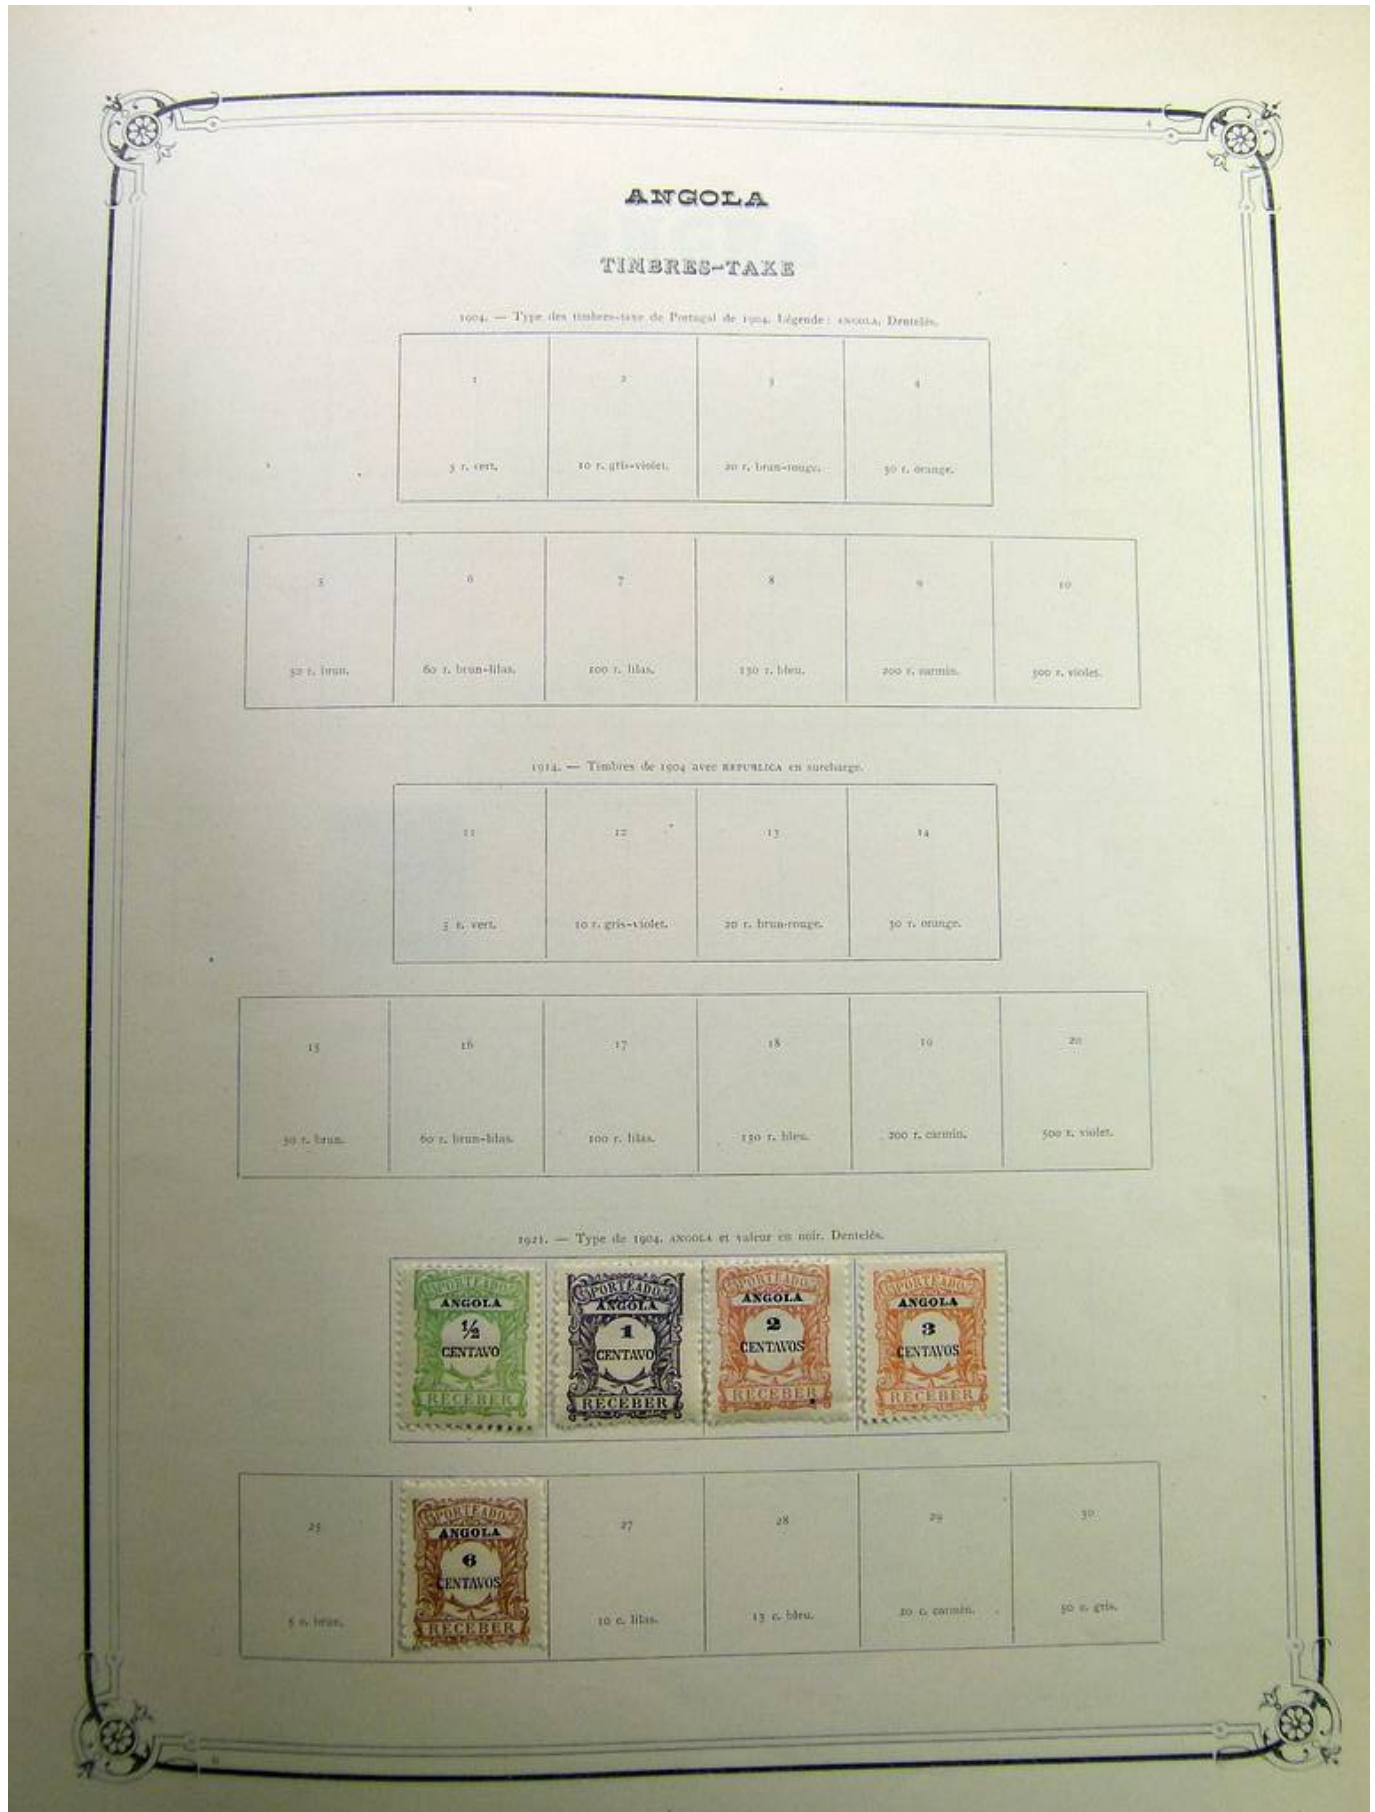 ANGOLA
TIMBRES-TAXE
1904. — Type des timbres-taxe de Portugal de 1904. Légende : ANGOLA. Dentelés.
1 2 3 4
5 r. vert. 10 r. gris-violet. 20 r. brun-rouge. 30 r. orange.
5 6 7 8 9 10
50 r. brun. 60 r. brun-lilas. 100 r. lilas. 130 r. bleu. 200 r. carmin. 500 r. violet.
1914. — Timbres de 1904 avec REPUBLICA en surcharge.
11 12 13 14
5 r. vert. 10 r. gris-violet. 20 r. brun-rouge. 30 r. orange.
15 16 17 18 19 20
50 r. brun. 60 r. brun-lilas. 100 r. lilas. 130 r. bleu. 200 r. carmin. 500 r. violet.
1921. — Type de 1904. ANGOLA et valeur en noir. Dentelés.
PORTEADO PORTEADO PORTEADO PORTEADO
ANGOLA ANGOLA ANGOLA ANGOLA
½ 1 2 3
CENTAVO CENTAVO CENTAVOS CENTAVOS
A A A A
RECEBER RECEBER RECEBER RECEBER
25 27 28 29 30
5 c. brun. 10 c. lilas. 13 c. bleu. 20 c. carmin. 50 c. gris.
PORTEADO
ANGOLA
6
CENTAVOS
A
RECEBER